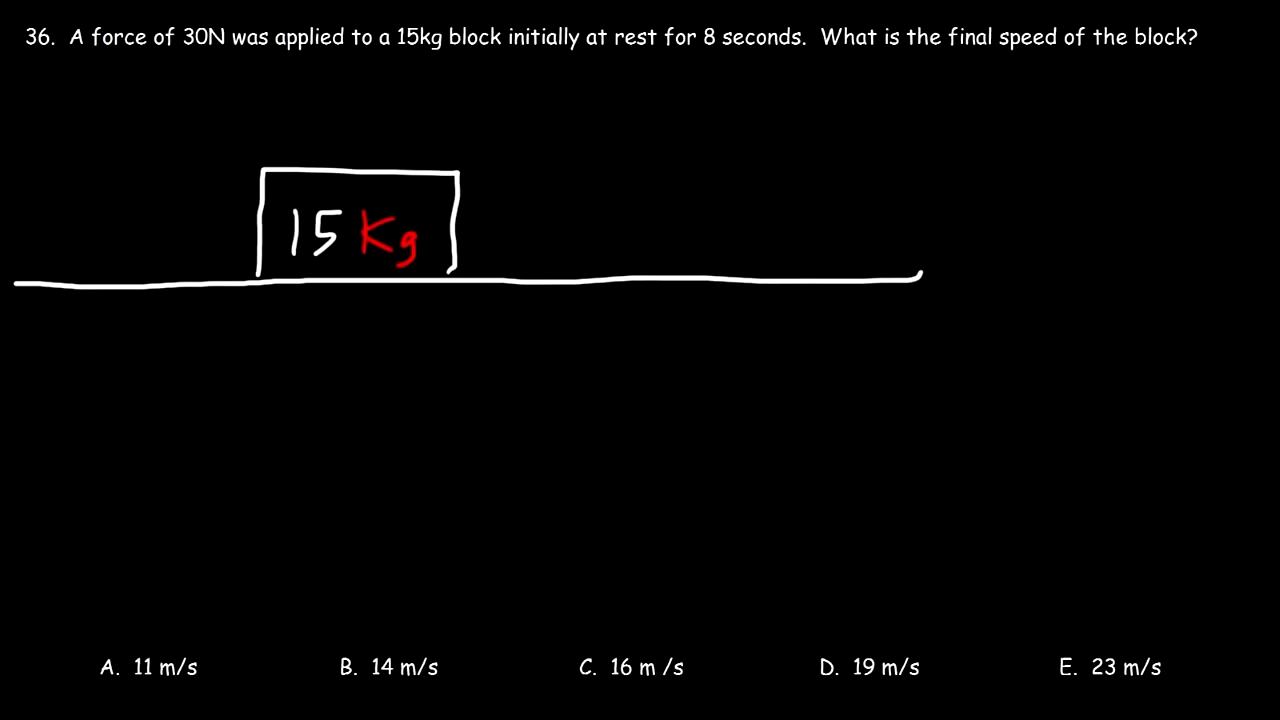 36. A force of 30N was applied to a 15kg block initially at rest for 8 seconds. What is the final speed of the block?
15 Kg
A. 11 m/s B. 14 m/s C. 16 m /s D. 19 m/s E. 23 m/s